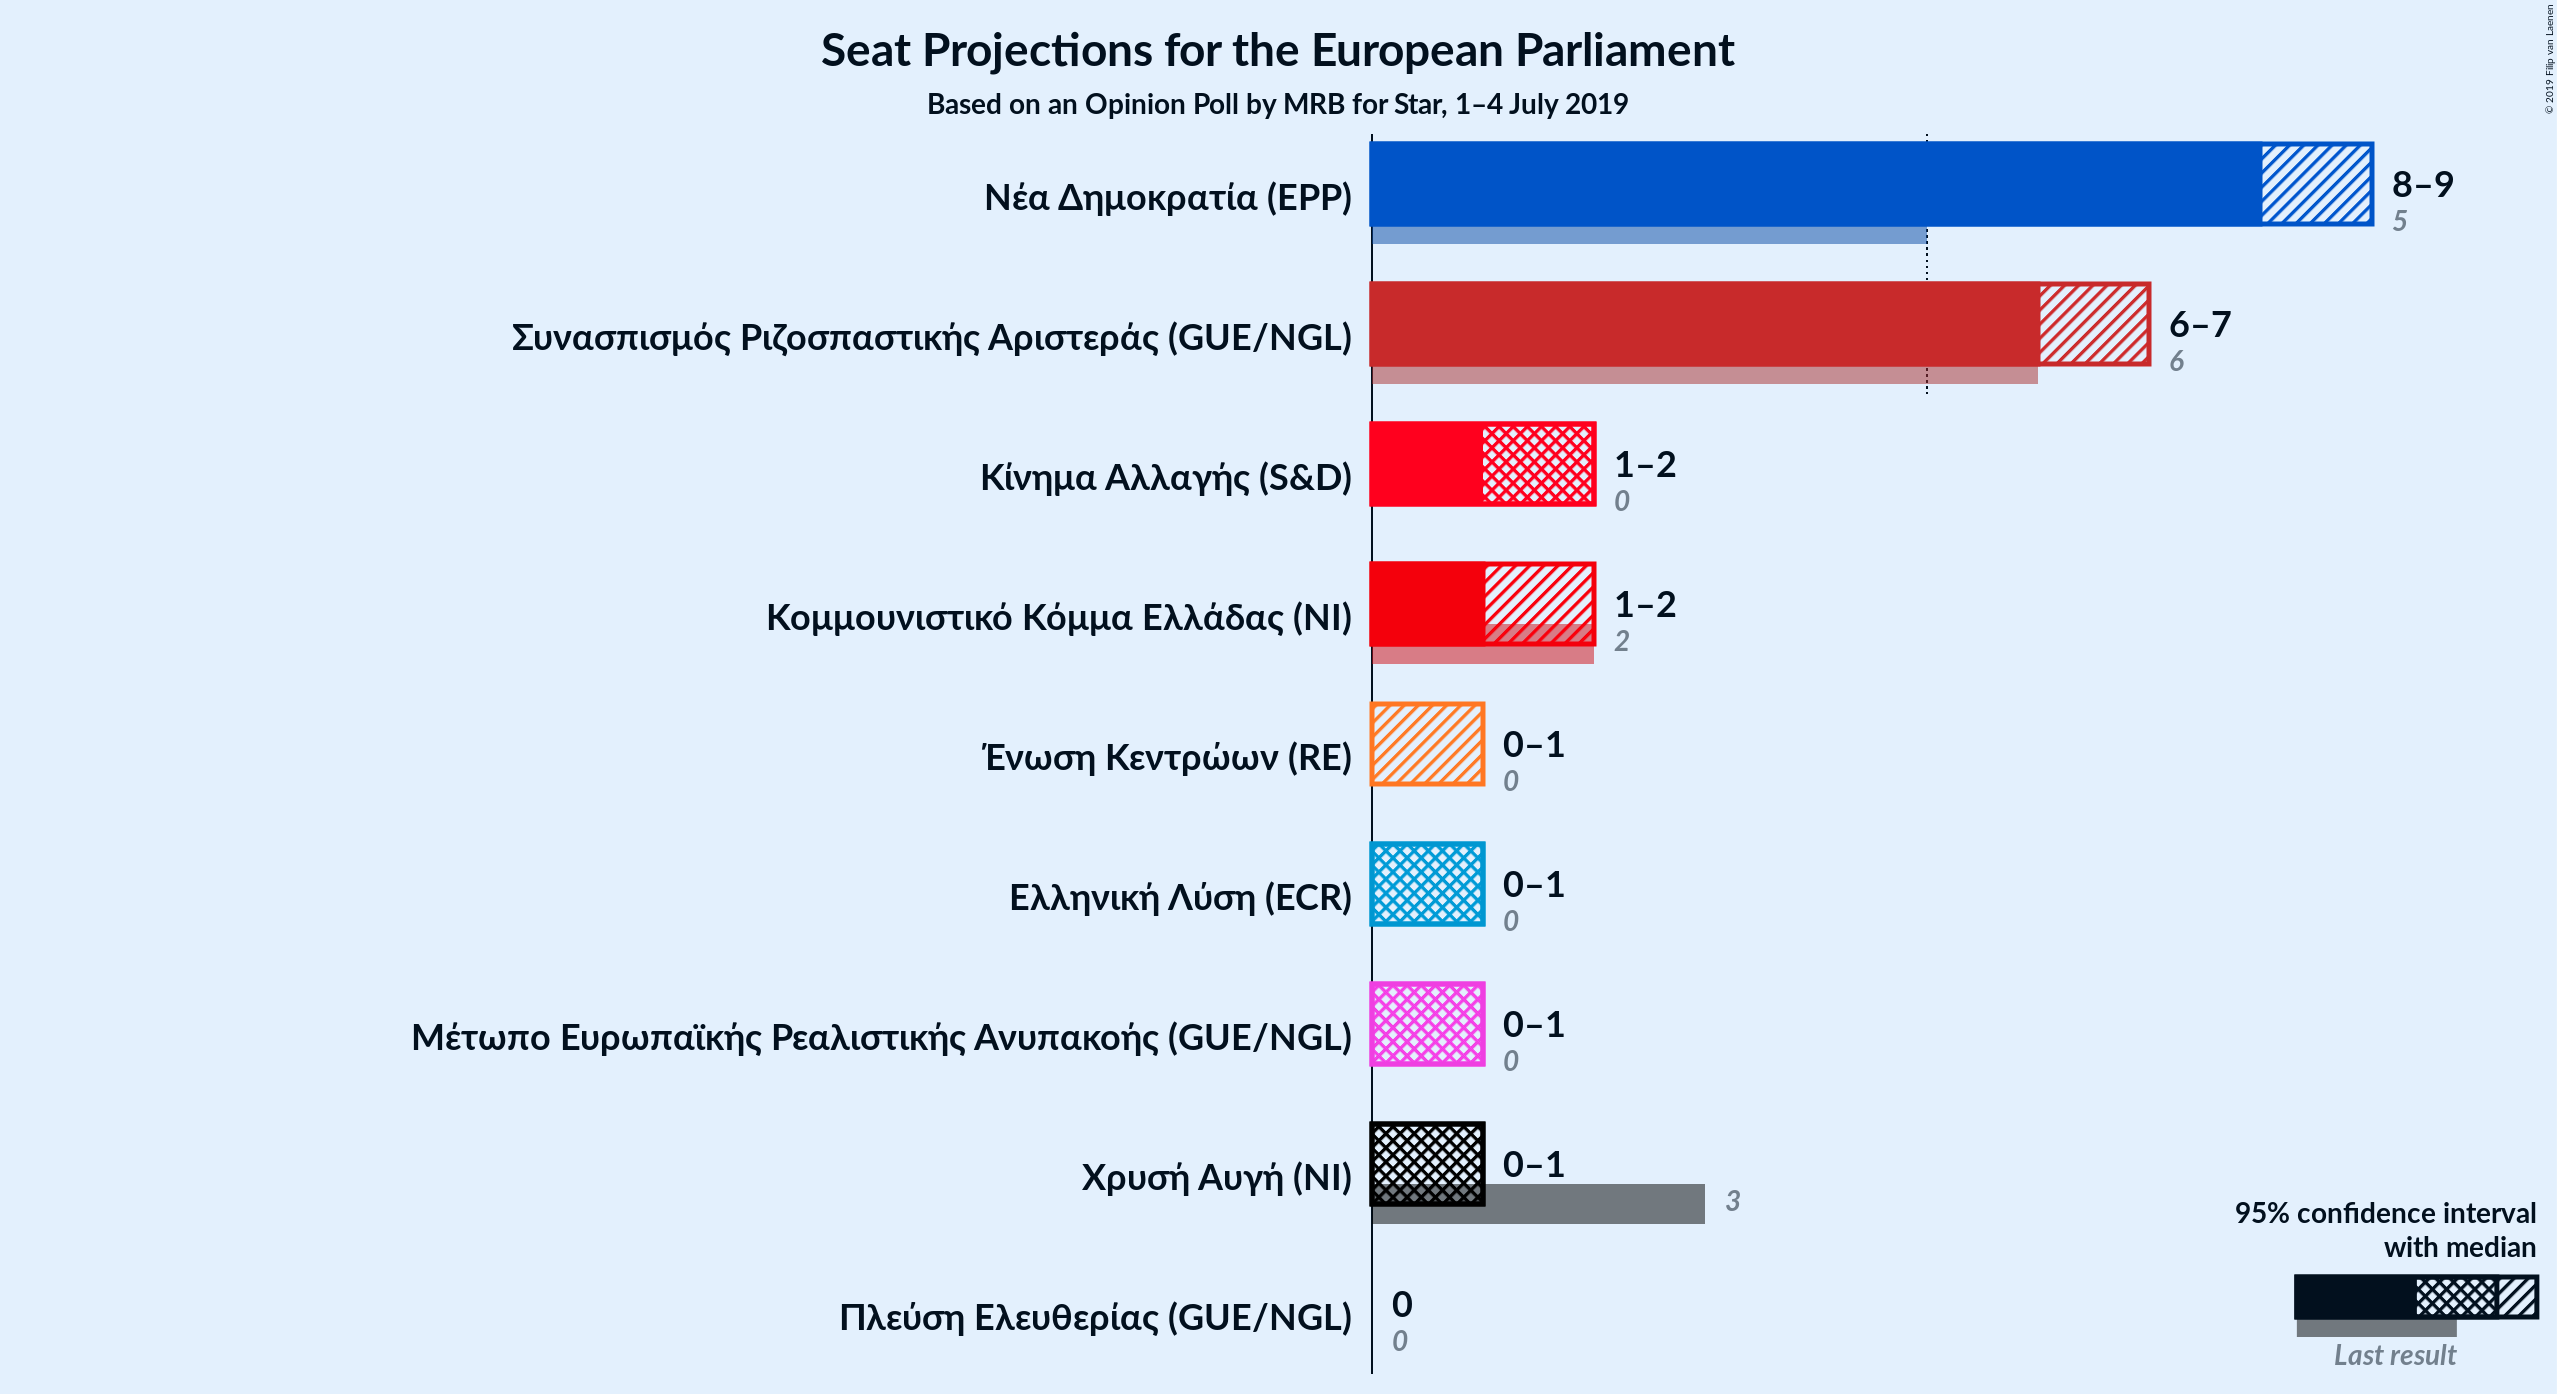 Seat Projections for the European Parliament
Based on an Opinion Poll by MRB for Star, 1–4 July 2019
© 2019 Filip van Laenen
Νέα Δημοκρατία (EPP)
8–9
5
Συνασπισμός Ριζοσπαστικής Αριστεράς (GUE/NGL)
6–7
6
Κίνημα Αλλαγής (S&D)
1–2
0
Κομμουνιστικό Κόμμα Ελλάδας (NI)
1–2
2
Ένωση Κεντρώων (RE)
0–1
0
Ελληνική Λύση (ECR)
0–1
0
Μέτωπο Ευρωπαϊκής Ρεαλιστικής Ανυπακοής (GUE/NGL)
0–1
0
Χρυσή Αυγή (NI)
0–1
3
Πλεύση Ελευθερίας (GUE/NGL)
0
0
95% confidence interval
with median
Last result